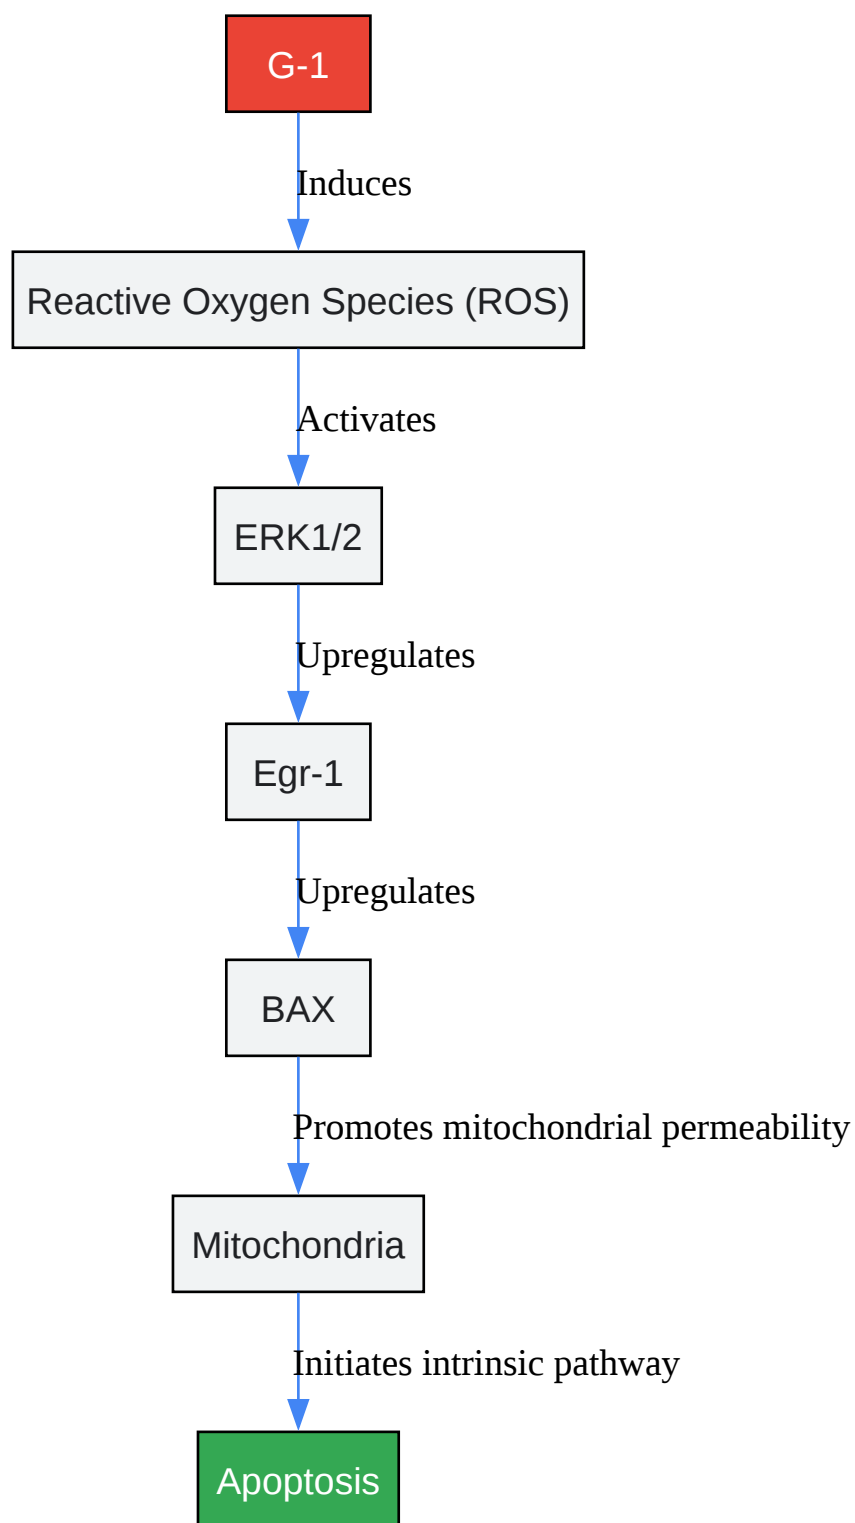 G-1
Induces
Reactive Oxygen Species (ROS)
Activates
ERK1/2
Upregulates
Egr-1
Upregulates
BAX
Promotes mitochondrial permeability
Mitochondria
Initiates intrinsic pathway
Apoptosis